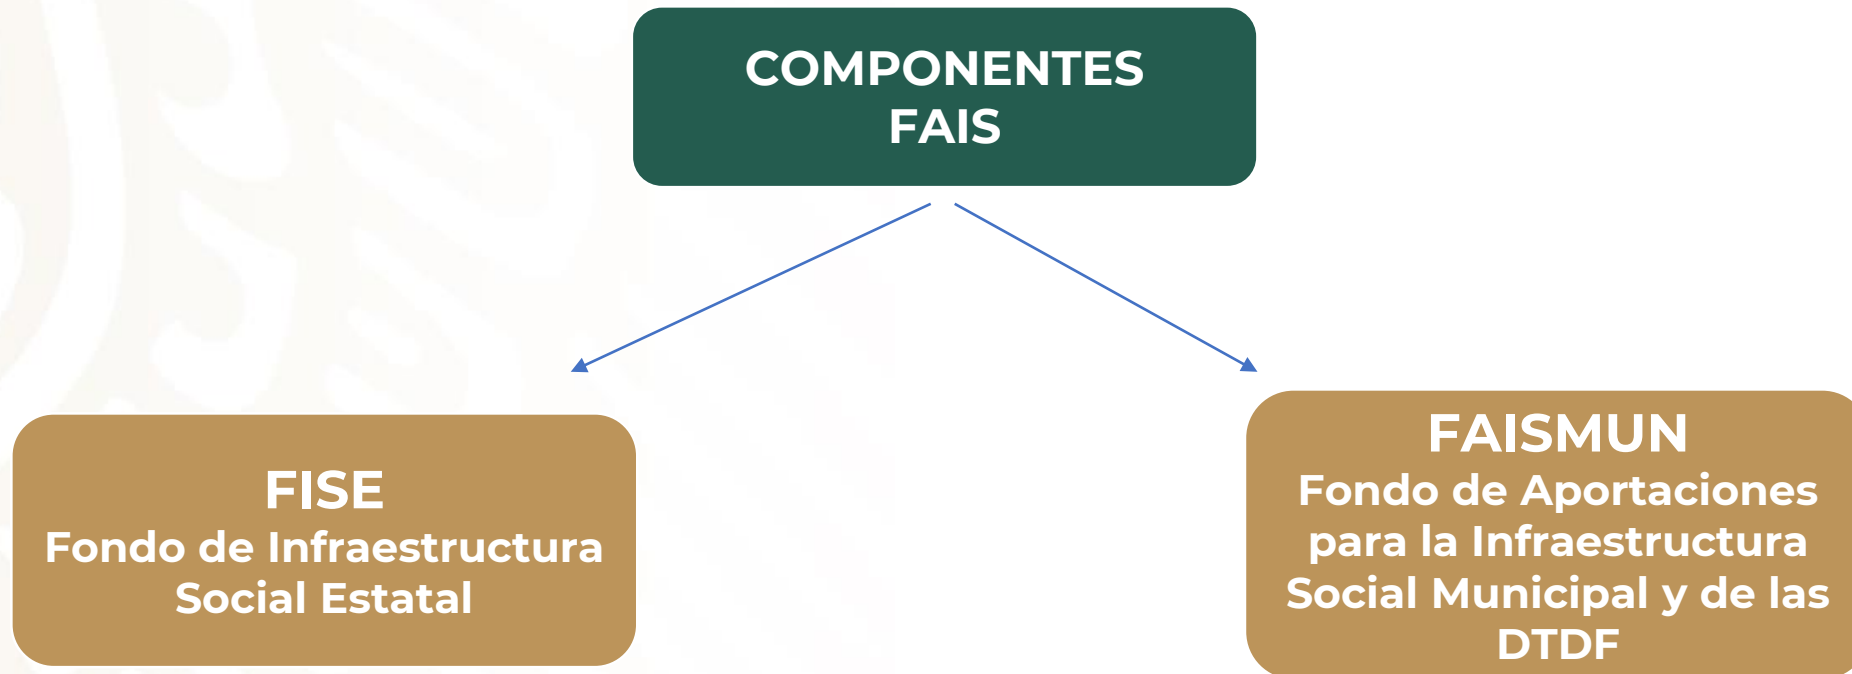 COMPONENTES
FAIS
FISE
Fondo de Infraestructura
Social Estatal
FAISMUN
Fondo de Aportaciones
para la Infraestructura
Social Municipal y de las
DTDF